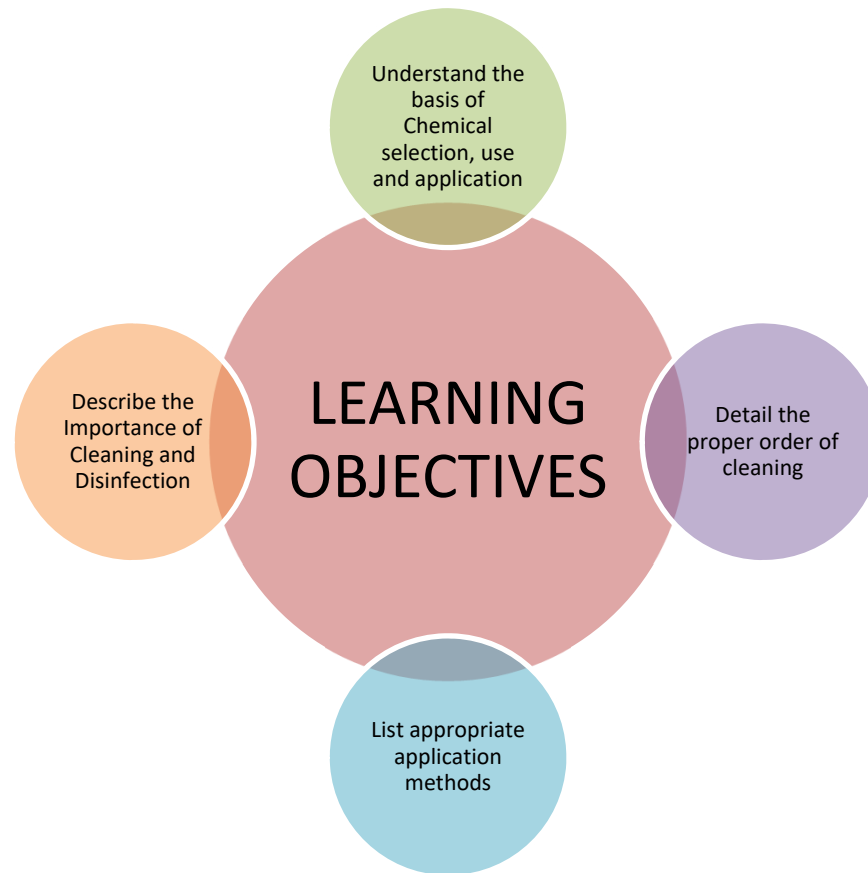 Understand the
basis of
Chemical
selection, use
and application
Describe the
Importance of
Cleaning and
Disinfection
LEARNING
OBJECTIVES
Detail the
proper order of
cleaning
List appropriate
application
methods